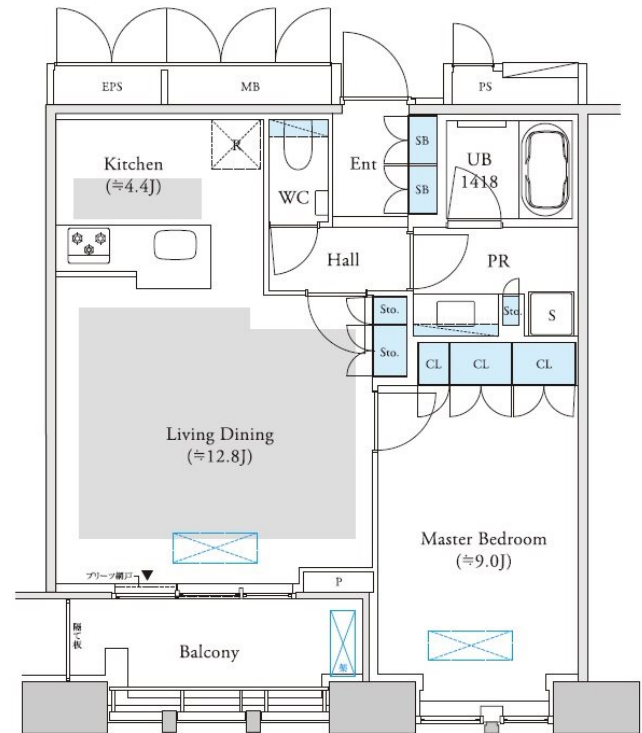 EPS
MB
PS
Kitchen
(≒4.4J)
R
WC
Ent
SB
SB
UB
1418
Hall
PR
Sto.
Sto.
Sto.
S
CL
CL
CL
Living Dining
(≒12.8J)
Master Bedroom
(≒9.0J)
プリーツ網戸
P
隔て板
Balcony